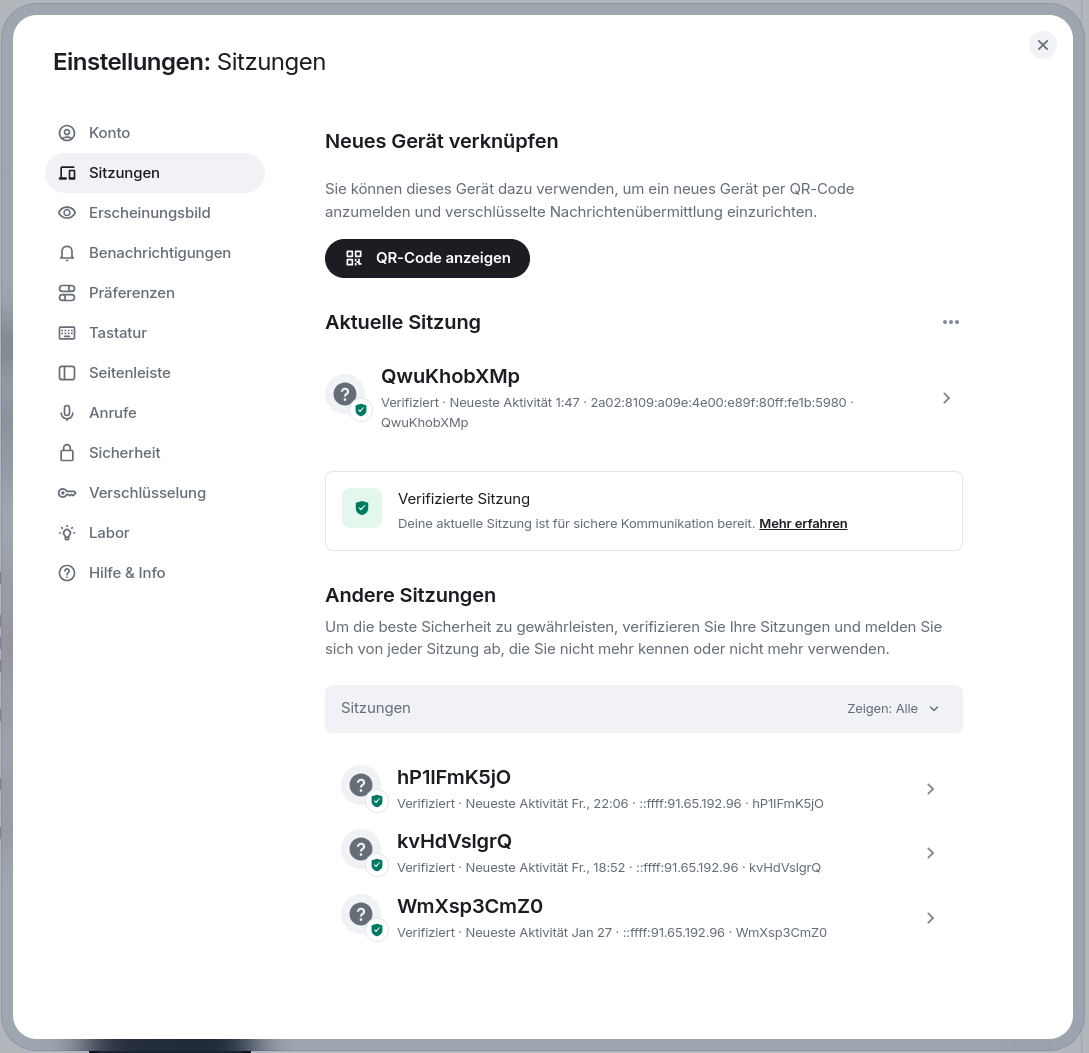 Einstellungen: Sitzungen
Konto
Sitzungen
Erscheinungsbild
Benachrichtigungen
Präferenzen
Tastatur
Seitenleiste
Anrufe
Sicherheit
Verschlüsselung
Labor
Hilfe & Info
Neues Gerät verknüpfen
Sie können dieses Gerät dazu verwenden, um ein neues Gerät per QR-Code
anzumelden und verschlüsselte Nachrichtenübermittlung einzurichten.
QR-Code anzeigen
Aktuelle Sitzung
QwuKhobXMp
Verifiziert · Neueste Aktivität 1:47 · 2a02:8109:a09e:4e00:e89f:80ff:fe1b:5980 ·
QwuKhobXMp
Verifizierte Sitzung
Deine aktuelle Sitzung ist für sichere Kommunikation bereit. Mehr erfahren
Andere Sitzungen
Um die beste Sicherheit zu gewährleisten, verifizieren Sie Ihre Sitzungen und melden Sie
sich von jeder Sitzung ab, die Sie nicht mehr kennen oder nicht mehr verwenden.
Sitzungen
Zeigen: Alle
hP1lFmK5jO
Verifiziert · Neueste Aktivität Fr., 22:06 · ::ffff:91.65.192.96 · hP1lFmK5jO
kvHdVslgrQ
Verifiziert · Neueste Aktivität Fr., 18:52 · ::ffff:91.65.192.96 · kvHdVslgrQ
WmXsp3CmZ0
Verifiziert · Neueste Aktivität Jan 27 · ::ffff:91.65.192.96 · WmXsp3CmZ0